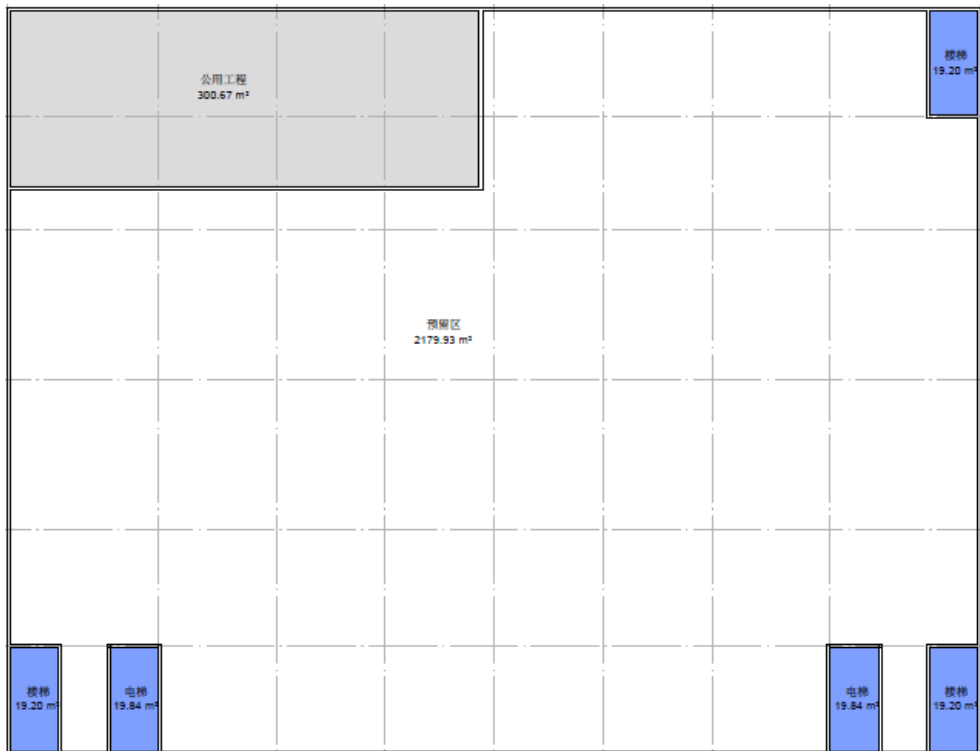 公用工程
300.67 m²
楼梯
19.20 m²
预留区
2179.93 m²
楼梯
19.20 m²
电梯
19.84 m²
电梯
19.84 m²
楼梯
19.20 m²